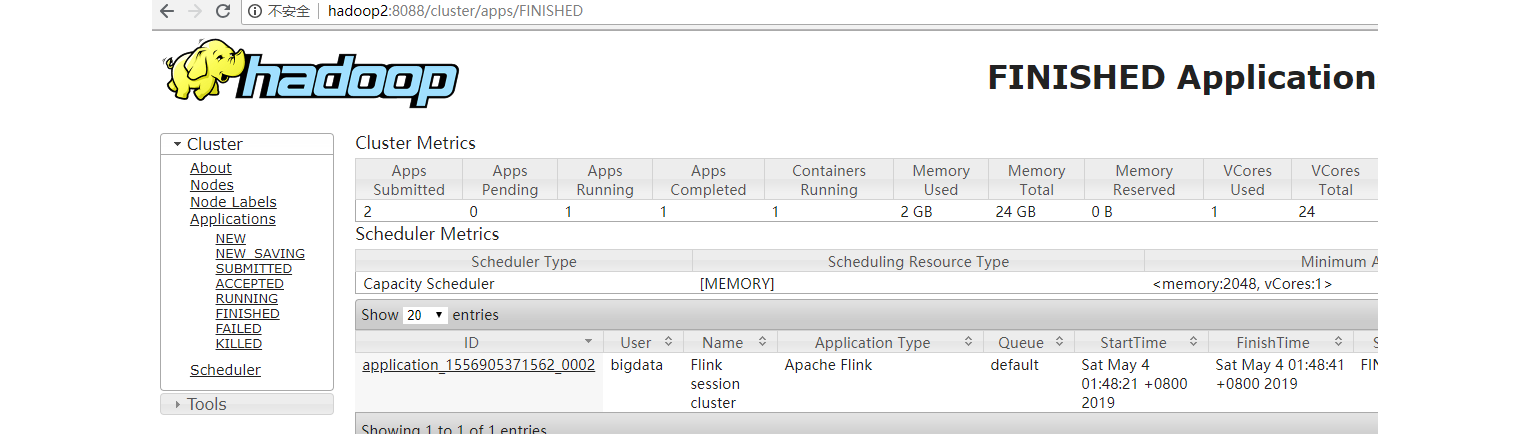 不安全 | hadoop2:8088/cluster/apps/FINISHED
hadoop
FINISHED Application
Cluster
About
Nodes
Node Labels
Applications
NEW
NEW_SAVING
SUBMITTED
ACCEPTED
RUNNING
FINISHED
FAILED
KILLED
Scheduler
Tools
Cluster Metrics
Apps Submitted Apps Pending Apps Running Apps Completed Containers Running Memory Used Memory Total Memory Reserved VCores Used VCores Total
2 0 1 1 1 2 GB 24 GB 0 B 1 24
Scheduler Metrics
Scheduler Type Scheduling Resource Type Minimum A
Capacity Scheduler [MEMORY] <memory:2048, vCores:1>
Show 20 entries
ID User Name Application Type Queue StartTime FinishTime S
application_1556905371562_0002 bigdata Flink session cluster Apache Flink default Sat May 4 01:48:21 +0800 2019 Sat May 4 01:48:41 +0800 2019 FIN
Showing 1 to 1 of 1 entries